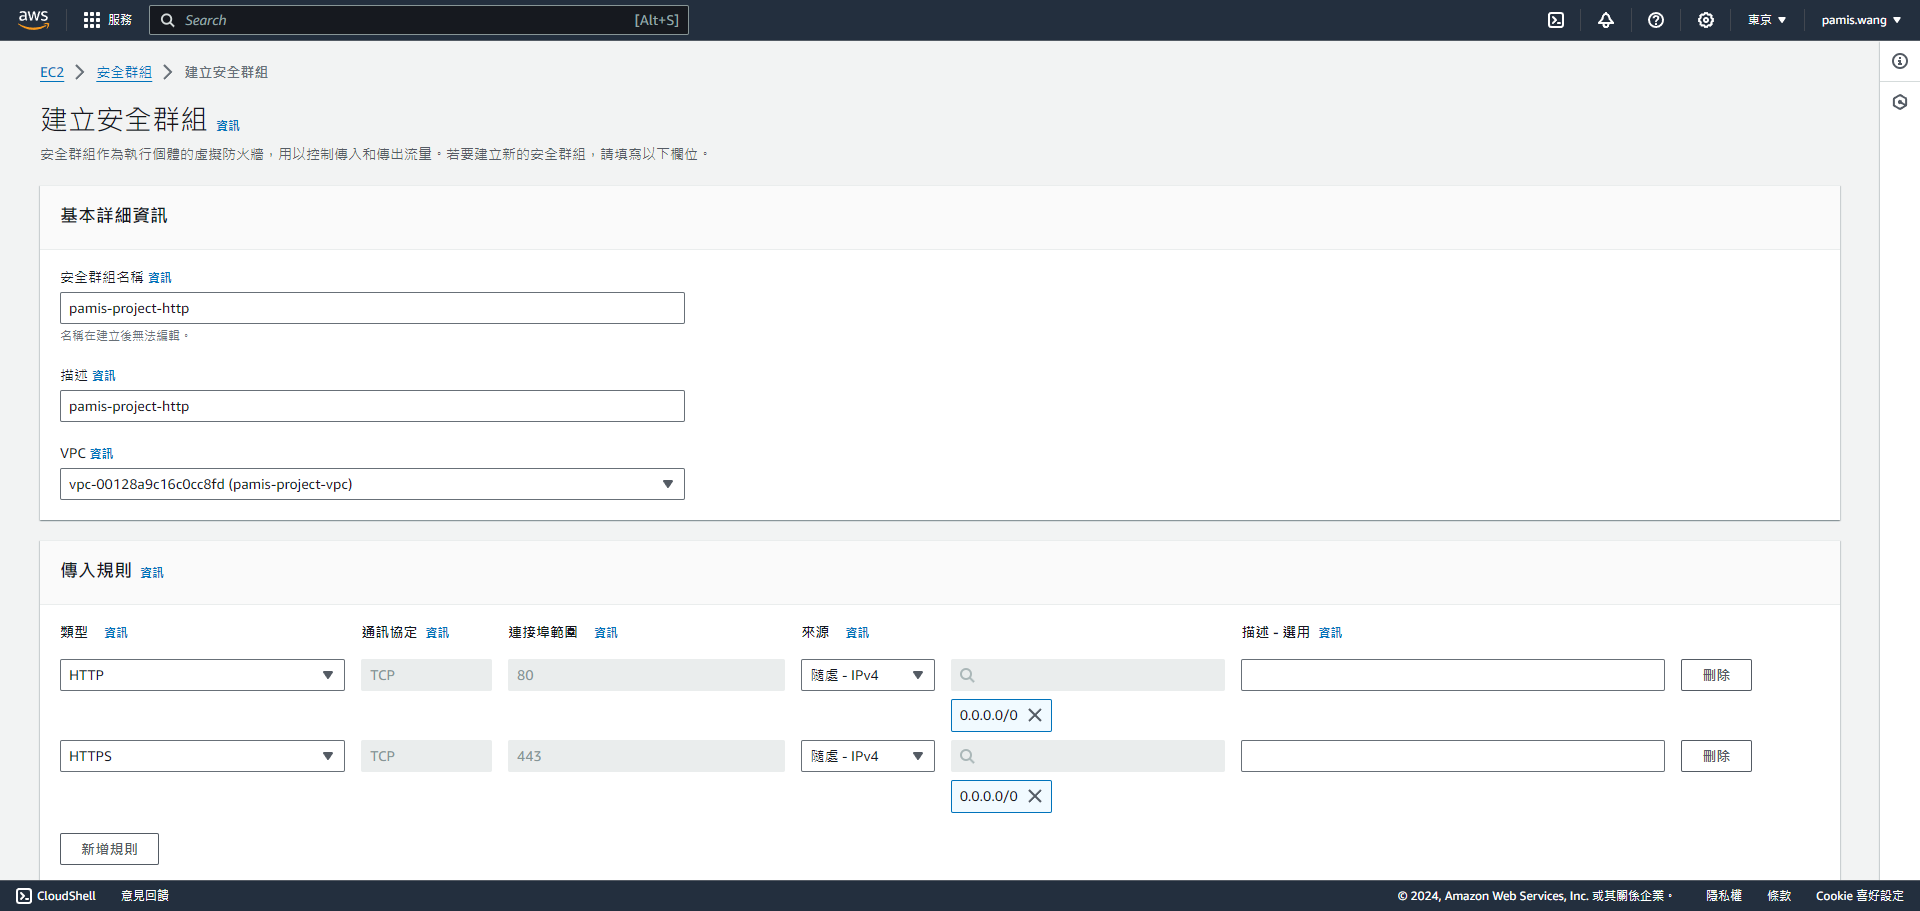 aws 服務 Search [Alt+S] 東京 pamis.wang
EC2 安全群組 建立安全群組
建立安全群組 資訊
安全群組作為執行個體的虛擬防火牆，用以控制傳入和傳出流量。若要建立新的安全群組，請填寫以下欄位。
基本詳細資訊
安全群組名稱 資訊
pamis-project-http
名稱在建立後無法編輯。
描述 資訊
pamis-project-http
VPC 資訊
vpc-00128a9c16c0cc8fd (pamis-project-vpc)
傳入規則 資訊
類型 資訊 通訊協定 資訊 連接埠範圍 資訊 來源 資訊 描述 - 選用 資訊
HTTP TCP 80 隨處 - IPv4 刪除
0.0.0.0/0
HTTPS TCP 443 隨處 - IPv4 刪除
0.0.0.0/0
新增規則
CloudShell 意見回饋 © 2024, Amazon Web Services, Inc. 或其關係企業。 隱私權 條款 Cookie 喜好設定